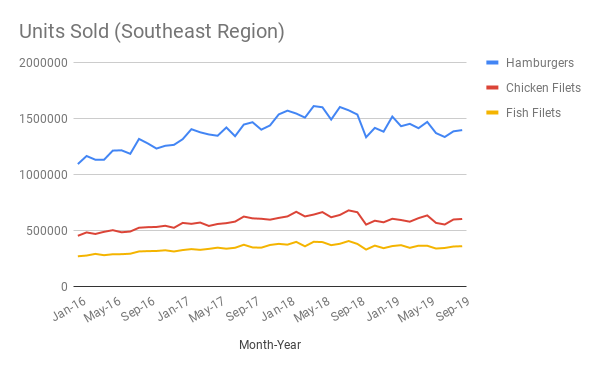 Units Sold (Southeast Region)
2000000
1500000
1000000
500000
0
Hamburgers
Chicken Filets
Fish Filets
Jan-16
May-16
Sep-16
Jan-17
May-17
Sep-17
Jan-18
May-18
Sep-18
Jan-19
May-19
Sep-19
Month-Year